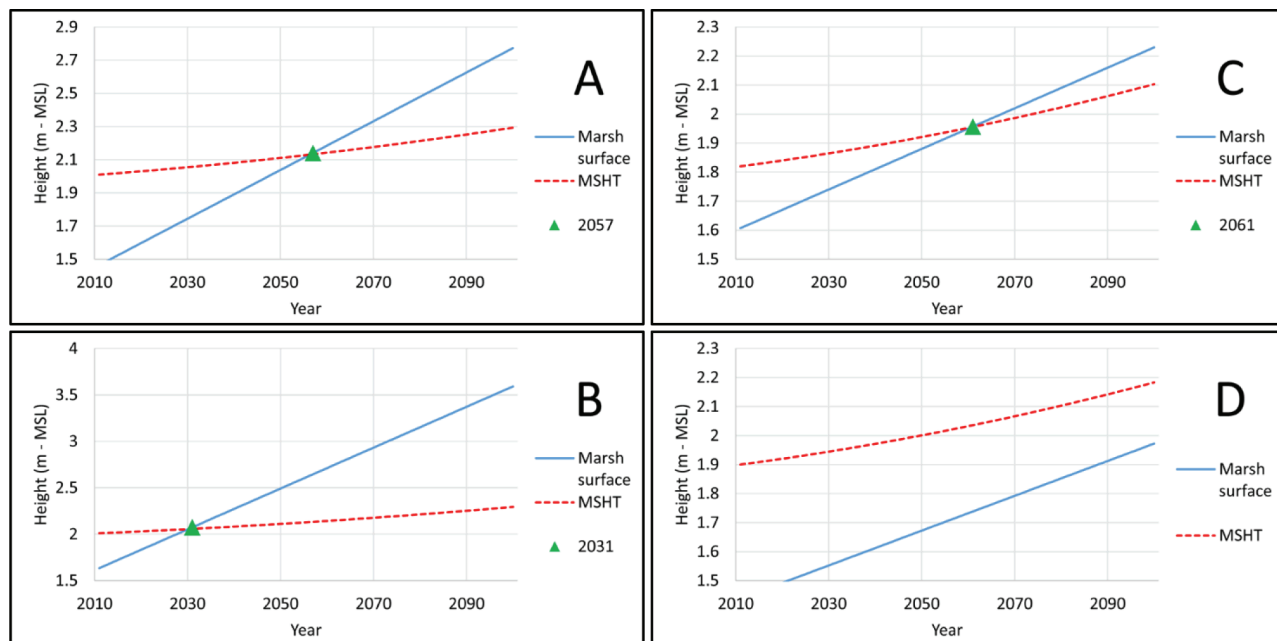 A
Height (m - MSL)
2.9
2.7
2.5
2.3
2.1
1.9
1.7
1.5
2010 2030 2050 2070 2090
Year
Marsh
surface
MSHT
2057
C
Height (m - MSL)
2.3
2.2
2.1
2
1.9
1.8
1.7
1.6
1.5
2010 2030 2050 2070 2090
Year
Marsh
surface
MSHT
2061
B
Height (m - MSL)
4
3.5
3
2.5
2
1.5
2010 2030 2050 2070 2090
Year
Marsh
surface
MSHT
2031
D
Height (m - MSL)
2.3
2.2
2.1
2
1.9
1.8
1.7
1.6
1.5
2010 2030 2050 2070 2090
Year
Marsh
surface
MSHT